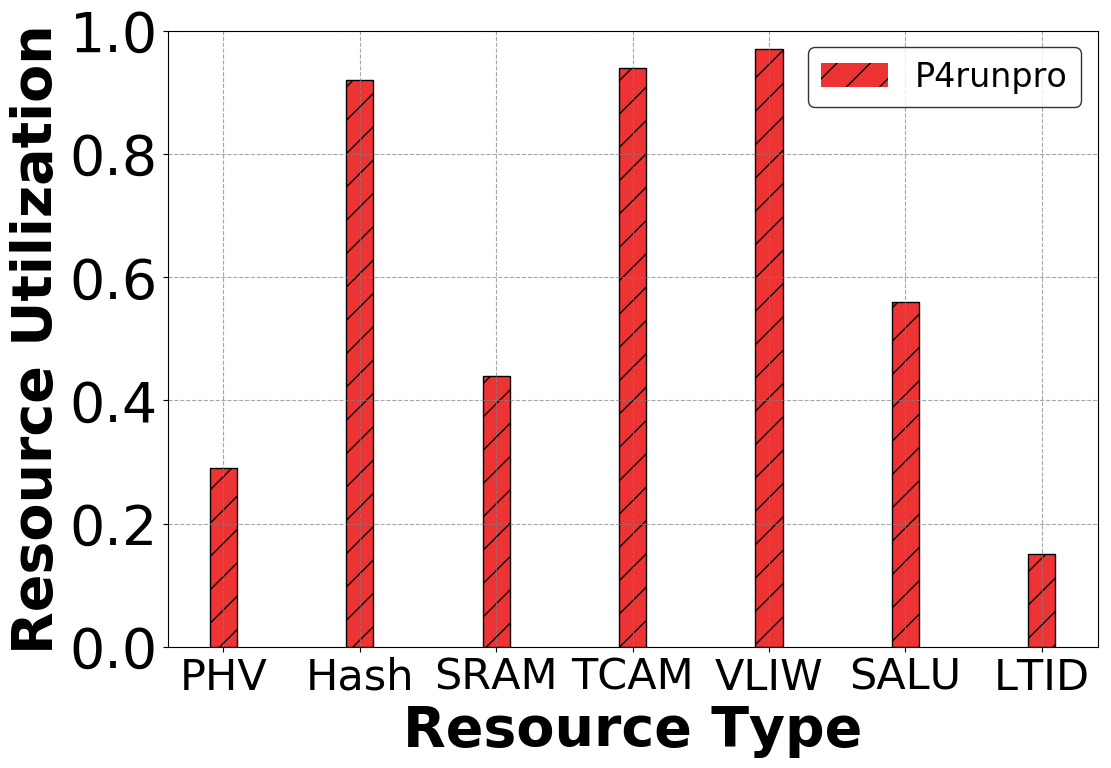 Resource Utilization
1.0
0.8
0.6
0.4
0.2
0.0
P4runpro
PHV Hash SRAM TCAM VLIW SALU LTID
Resource Type